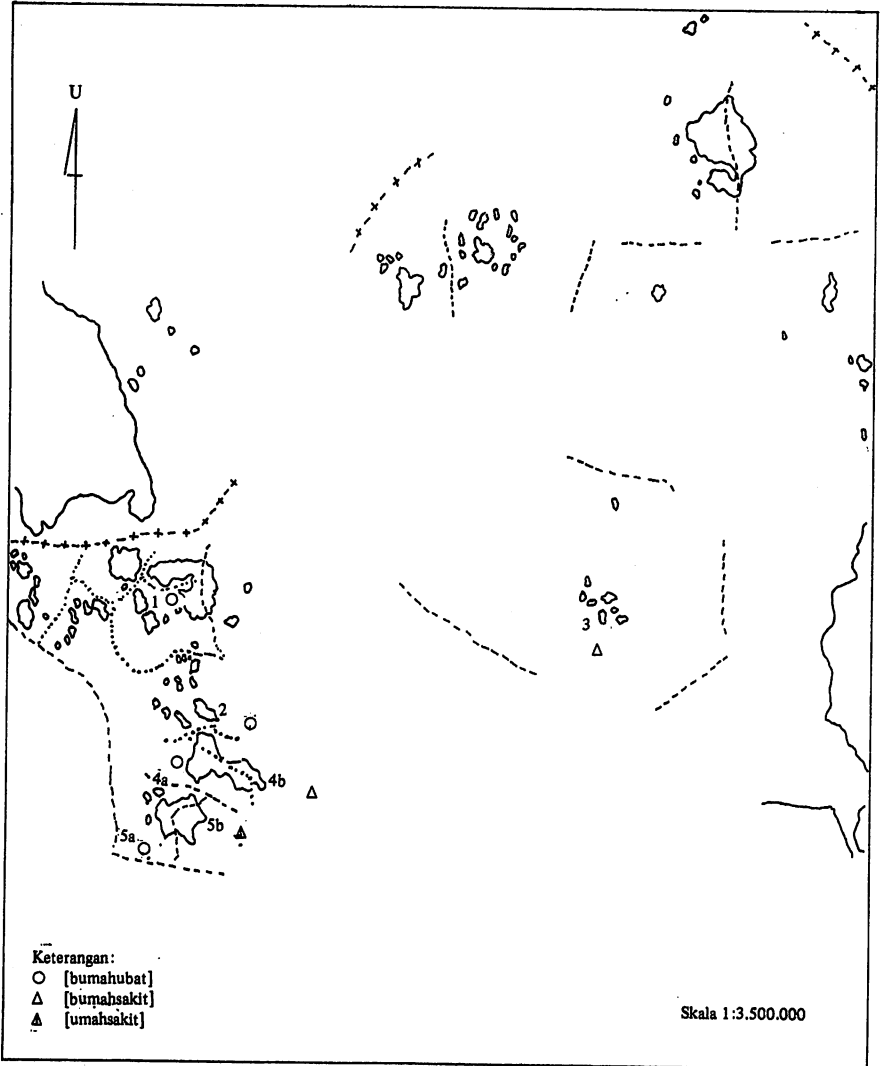 U
1
3
2
4a
4b
5a
5b
Keterangan:
[bumahubat]
[bumahsakit]
[umahsakit]
Skala 1:3.500.000